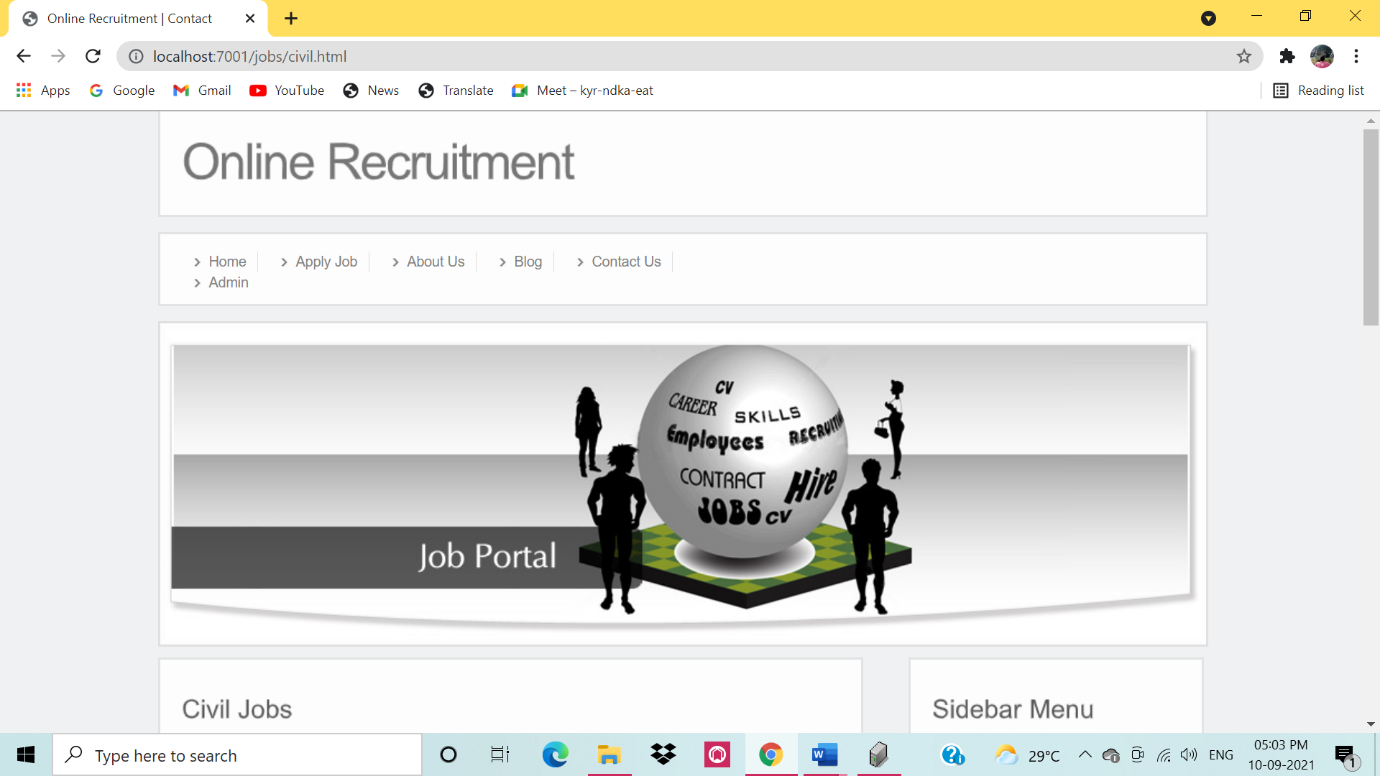 Online Recruitment | Contact
localhost:7001/jobs/civil.html
Apps Google Gmail YouTube News Translate Meet – kyr-ndka-eat Reading list
Online Recruitment
Home Apply Job About Us Blog Contact Us
Admin
CV
CAREER SKILLS
Employees RECRUITIN
CONTRACT Hire
JOBS CV
Job Portal
Civil Jobs Sidebar Menu
Type here to search
29°C ENG
05:03 PM
10-09-2021
1